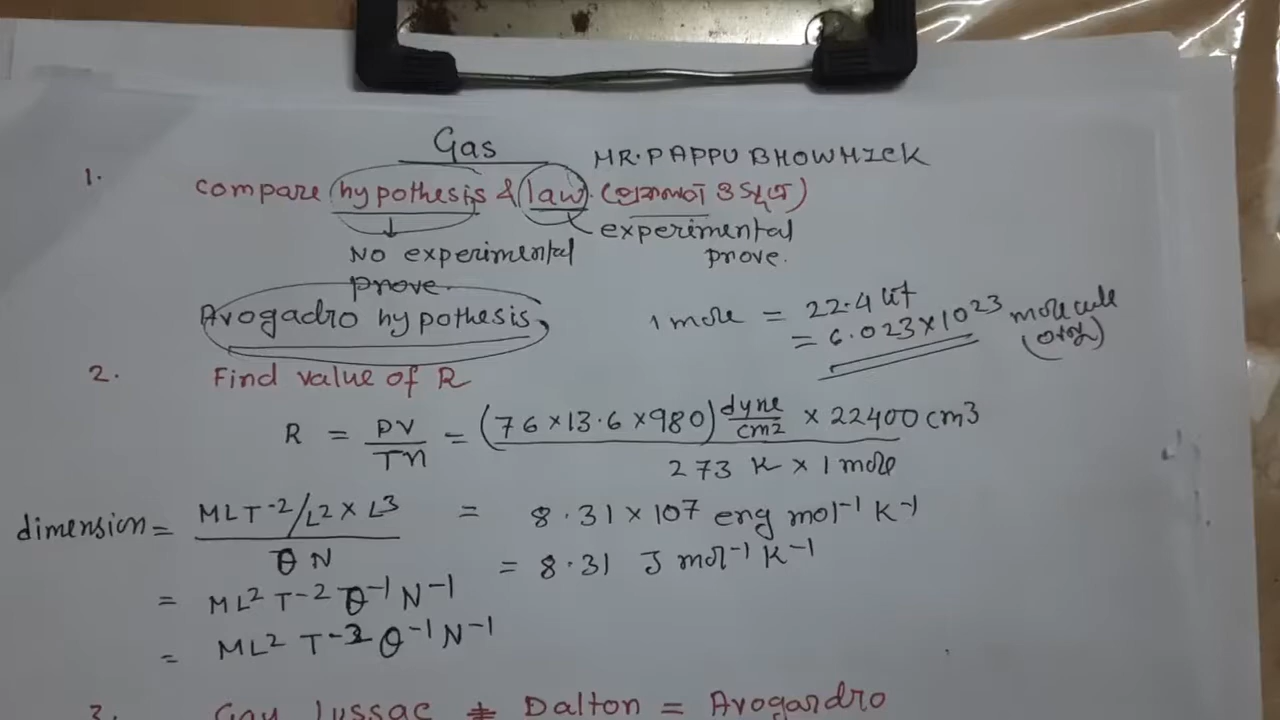 Gas
MR. PAPPU BHOWMICK
1. compare hypothesis & law. ( ও সূত্র)
experimental prove.
No experimental prove.
Avogadro hypothesis,
1 mole = 22.4 lit
= 6.023×1023 molecule
2. Find value of R
R = PV/Tn = (76×13.6×980) dyne/cm2 × 22400 cm3 / 273 K × 1 mole
dimension = MLT-2/L2 × L3 / θ N = 8.31×107 erg mol-1 K-1
= 8.31 J mol-1 K-1
= ML2 T-2 θ-1 N-1
= ML2 T-2 θ-1 N-1
3. Gay lussac + Dalton = Avogardro